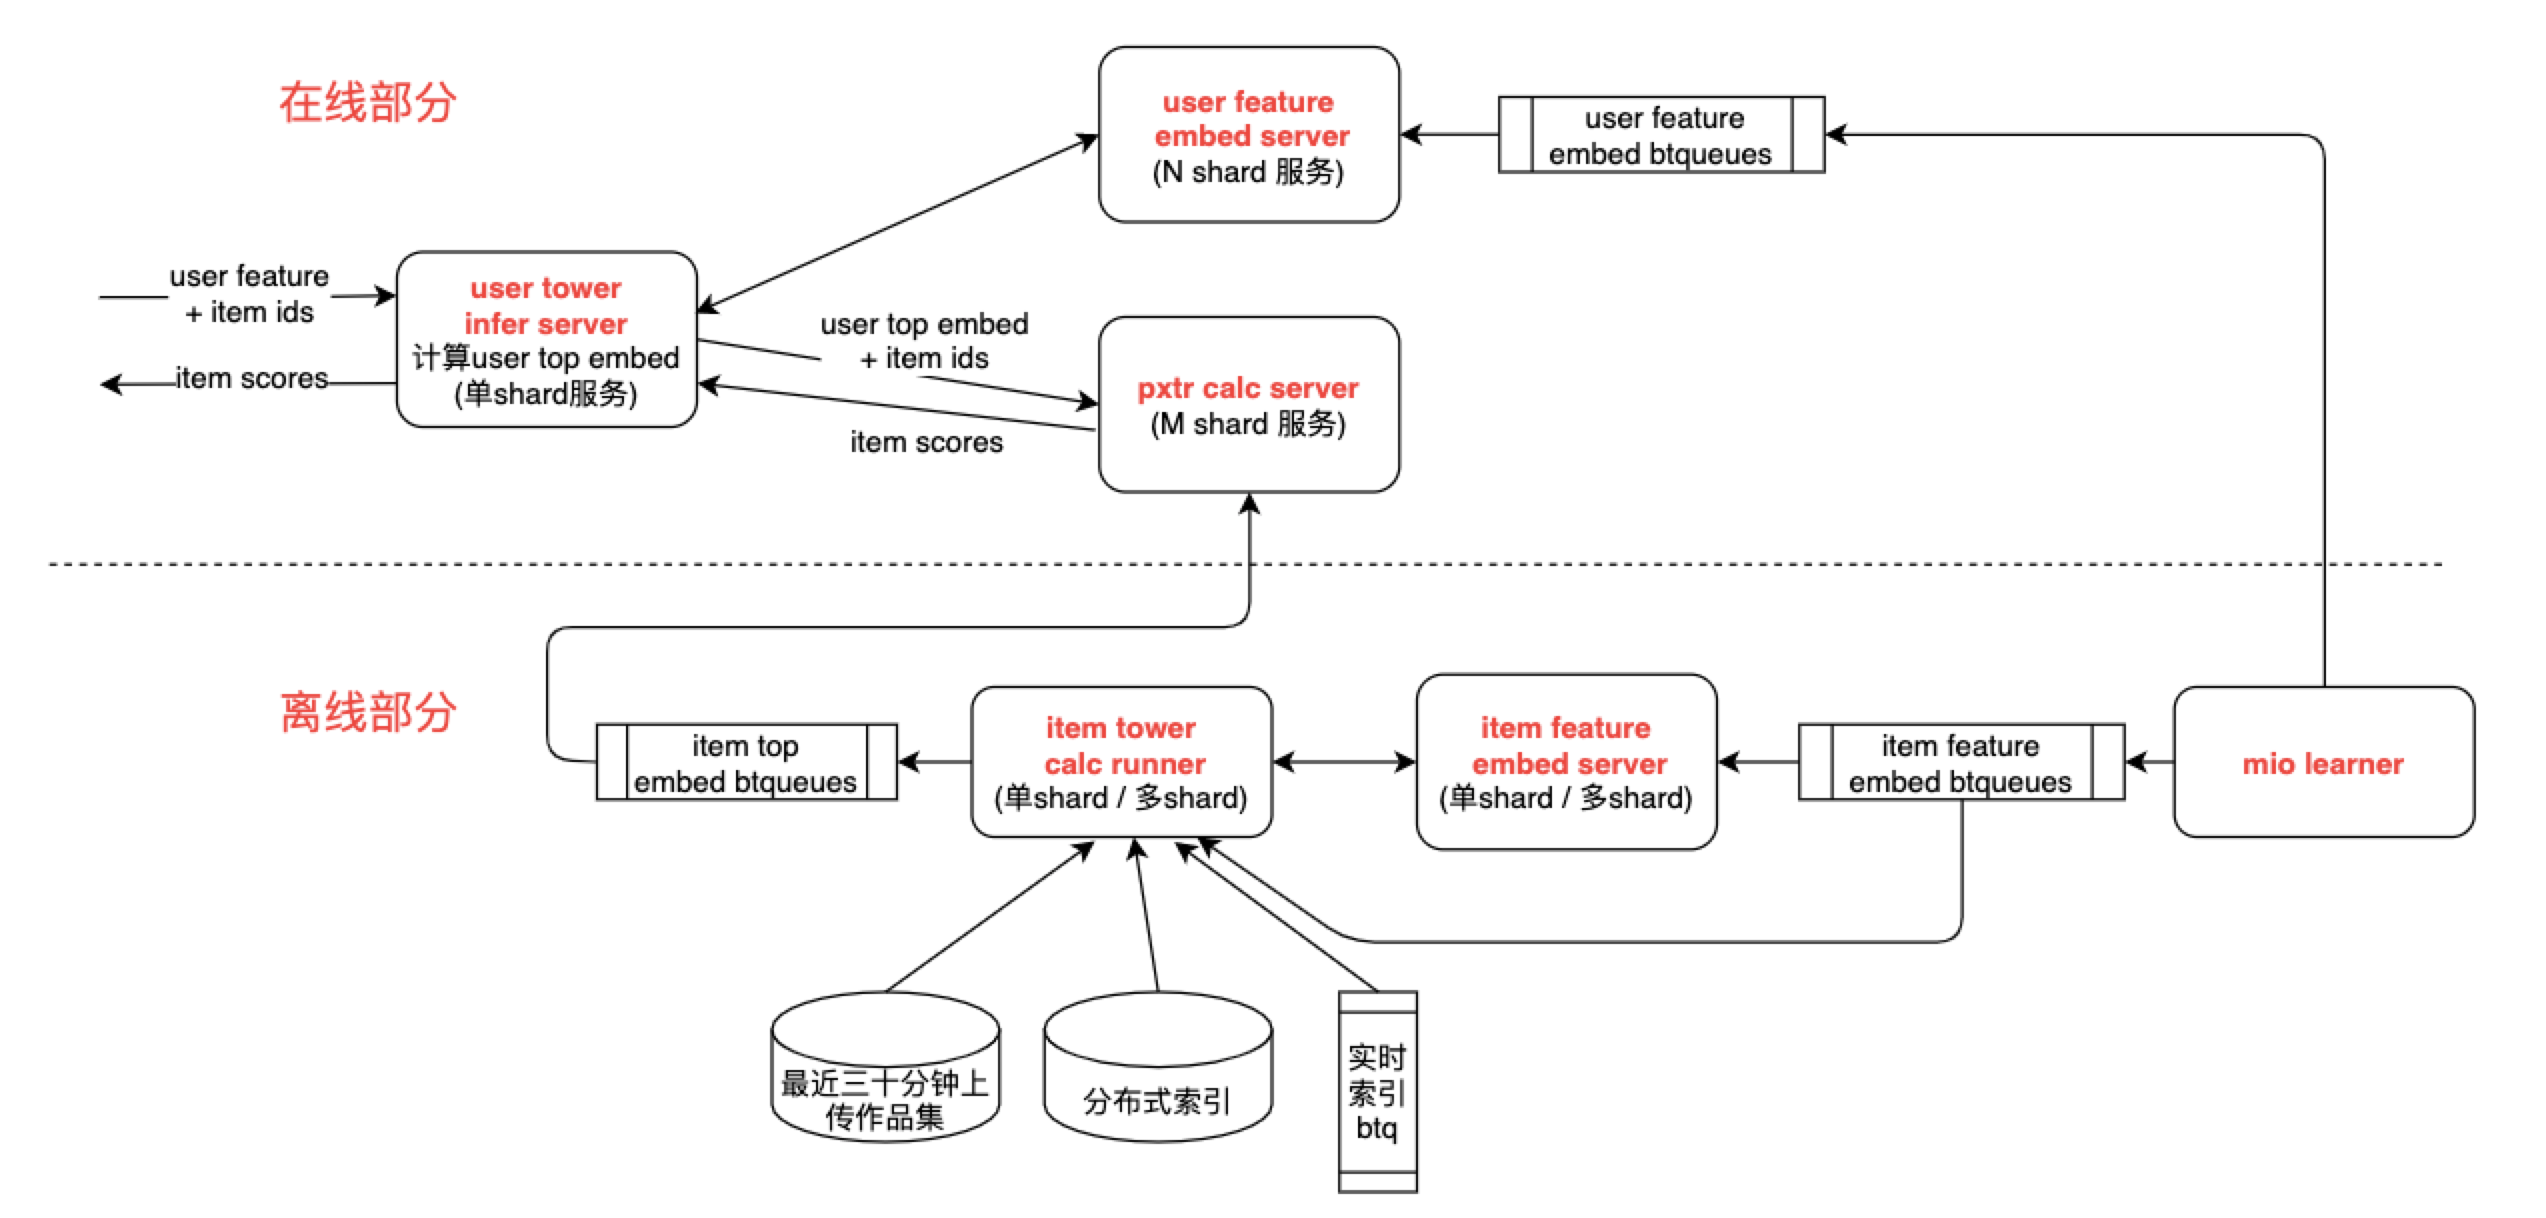 在线部分
user feature
embed server
(N shard 服务)
user feature
embed btqueues
user feature
+ item ids
item scores
user tower
infer server
计算user top embed
(单shard服务)
user top embed
+ item ids
item scores
pxtr calc server
(M shard 服务)
离线部分
item top
embed btqueues
item tower
calc runner
(单shard / 多shard)
item feature
embed server
(单shard / 多shard)
item feature
embed btqueues
mio learner
最近三十分钟上
传作品集
分布式索引
实时
索引
btq